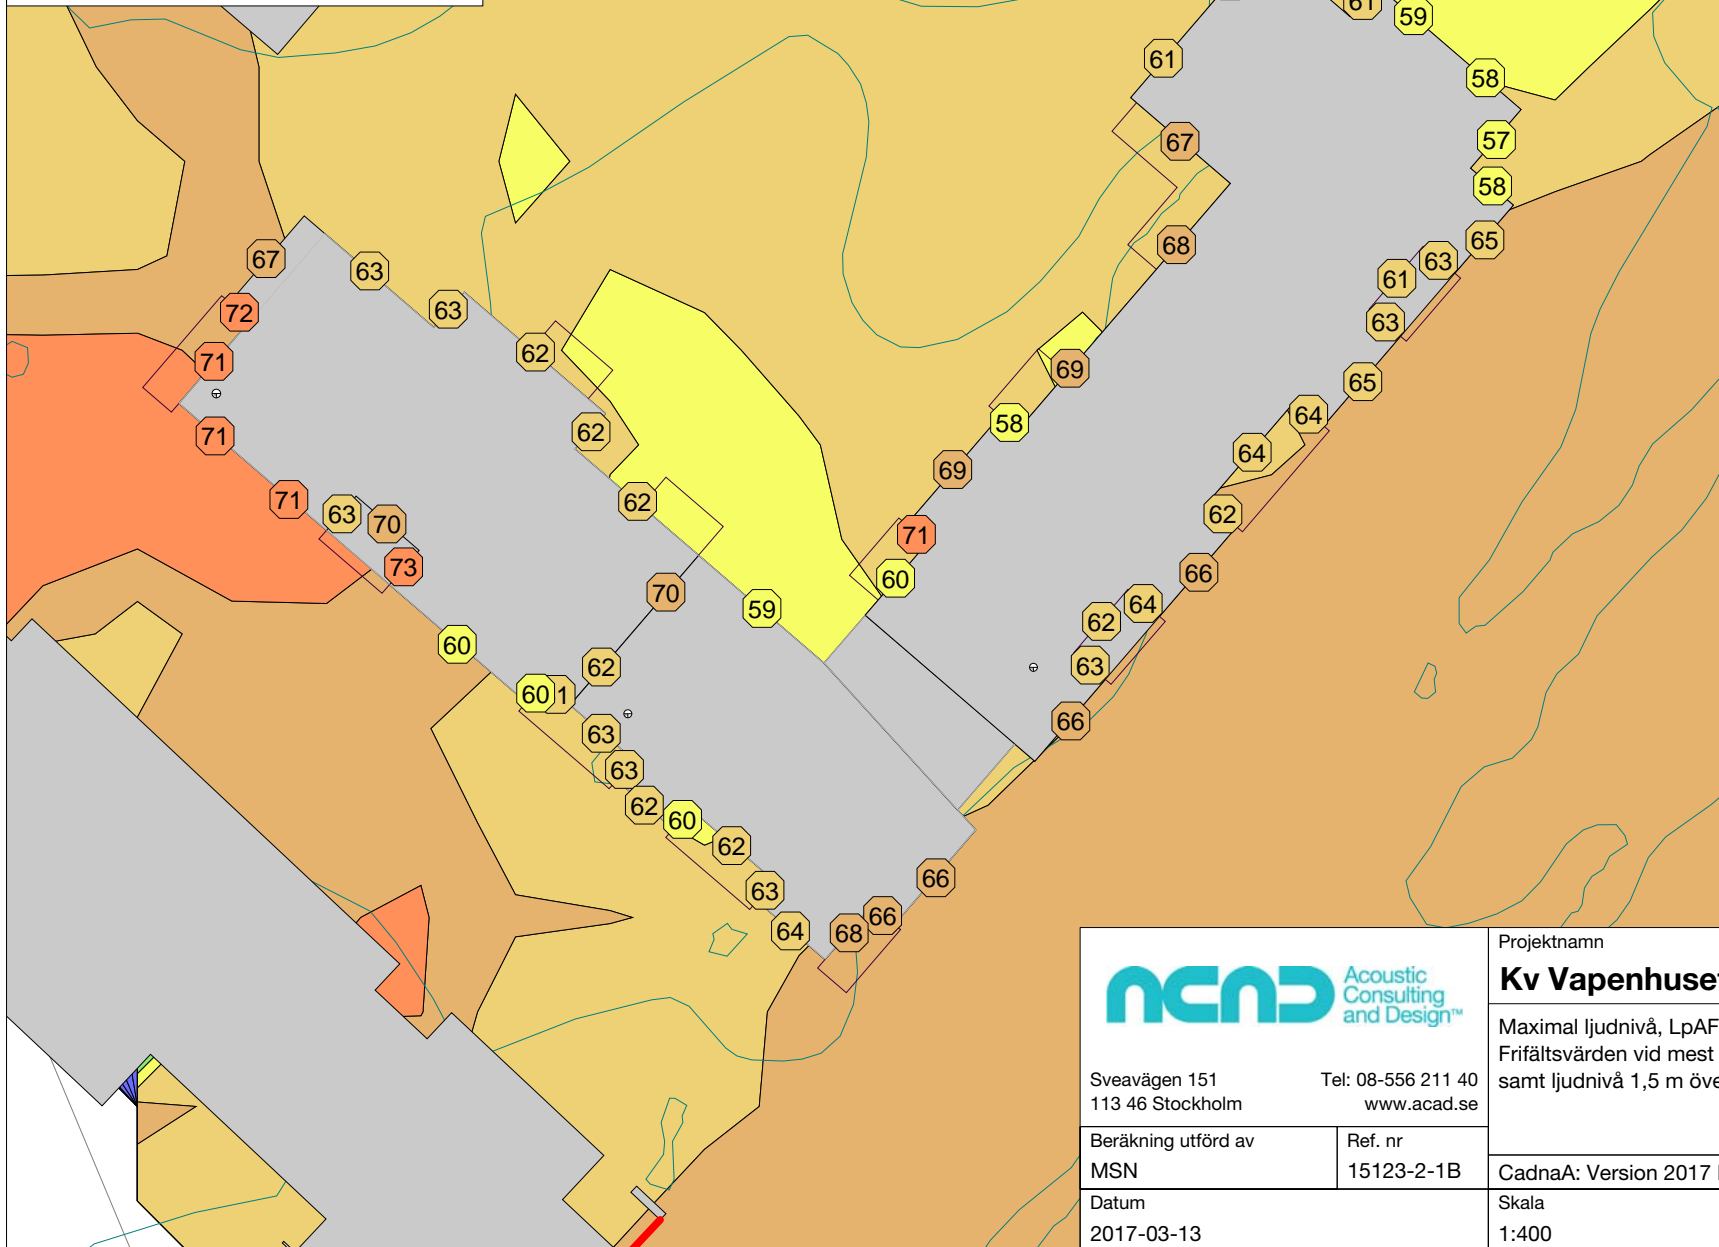 61
59
61
58
67
57
58
68
65
67
63
63
61
63
72
63
62
71
69
65
58
64
71
62
64
69
71
62
62
63
70
71
73
60
66
70
59
64
62
60
62
63
60
1
66
63
63
62
60
62
66
63
66
68
64
acad
Acoustic
Consulting
and Design™
Sveavägen 151
Tel: 08-556 211 40
113 46 Stockholm
www.acad.se
Beräkning utförd av
Ref. nr
MSN
15123-2-1B
Datum
2017-03-13
Projektnamn
Kv Vapenhuset
Maximal ljudnivå, LpAF
Frifältsvärden vid mest
samt ljudnivå 1,5 m öve
CadnaA: Version 2017
Skala
1:400